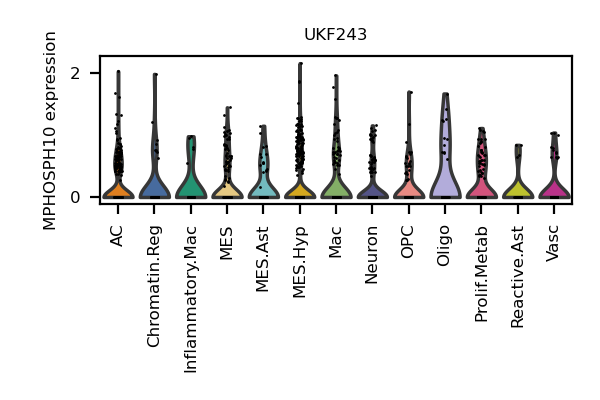 UKF243
MPHOSPH10 expression
2
0
AC
Chromatin.Reg
Inflammatory.Mac
MES
MES.Ast
MES.Hyp
Mac
Neuron
OPC
Oligo
Prolif.Metab
Reactive.Ast
Vasc